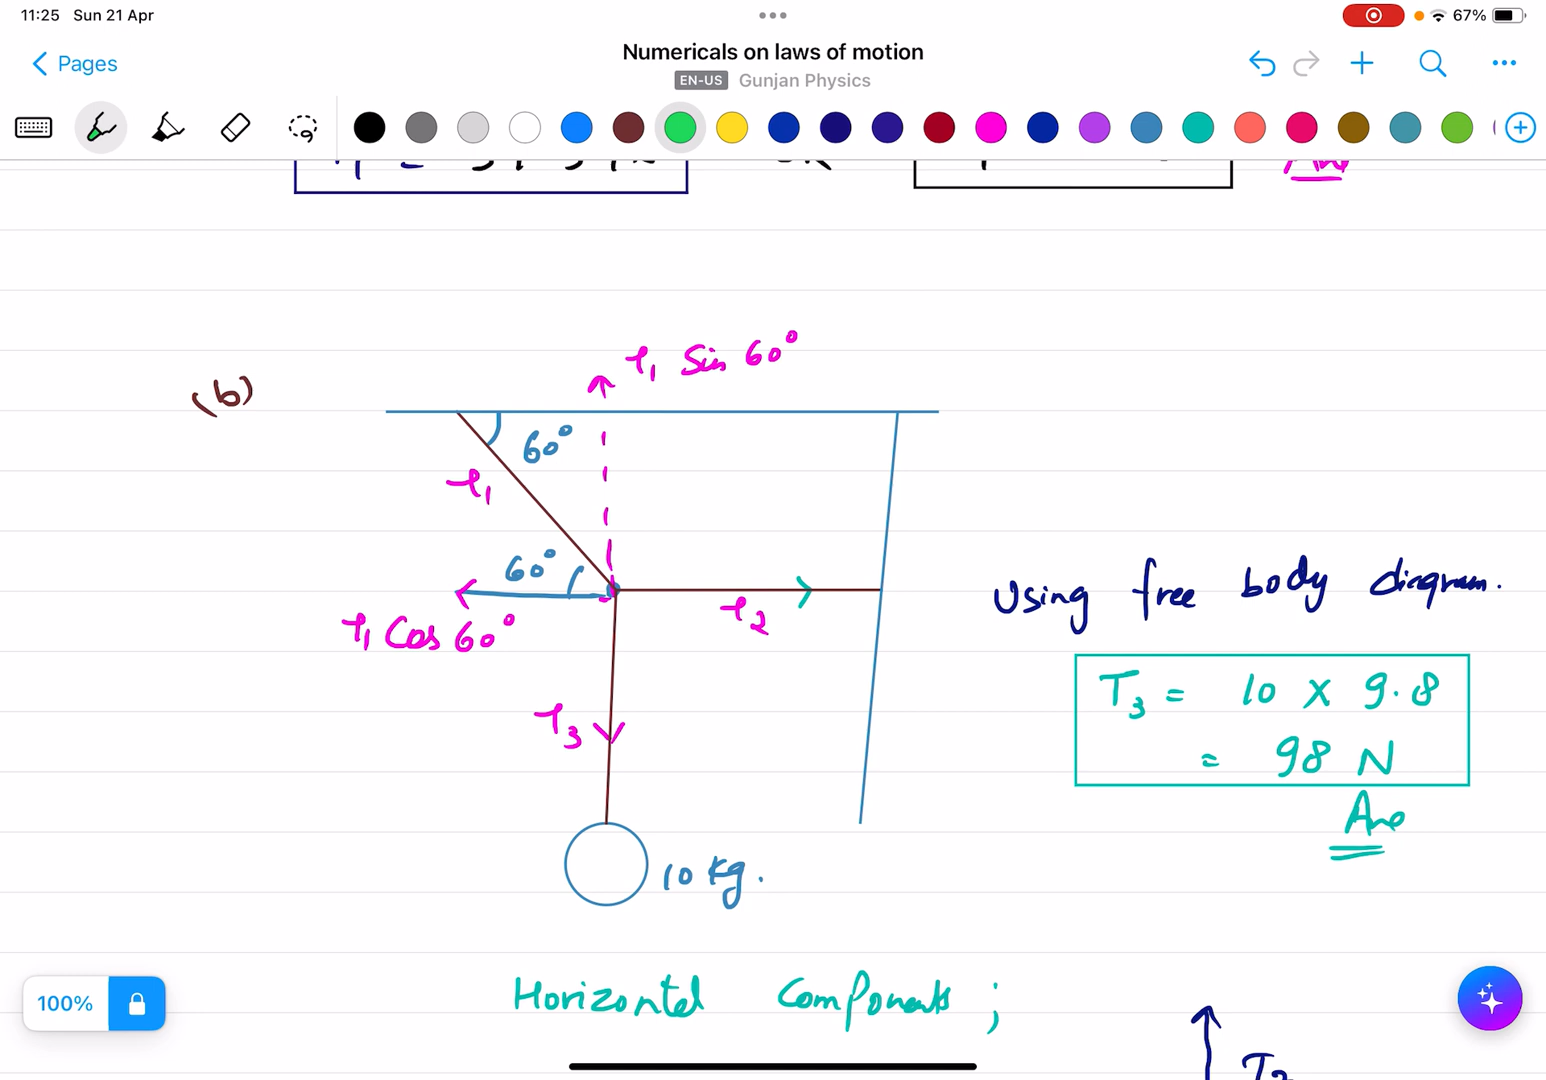 11:25 Sun 21 Apr
67%
Numericals on laws of motion
Pages
EN-US Gunjan Physics
(b)
T₁ Sin 60°
60°
T₁
60°
T₁ Cos 60°
T₂
T₃
10 kg.
Using free body diagram.
T₃ = 10 × 9.8
= 98 N
Ans
Horizontal Components ;
100%